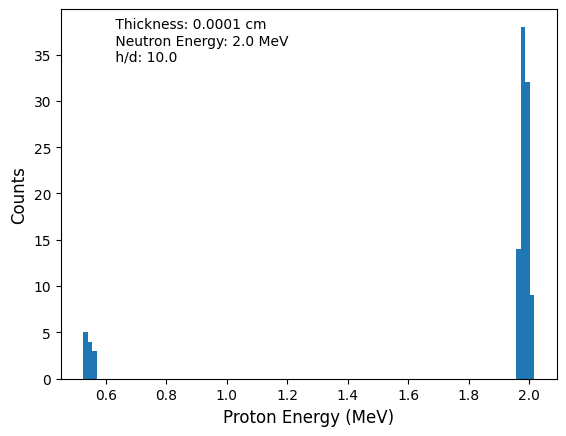 Thickness: 0.0001 cm
Neutron Energy: 2.0 MeV
h/d: 10.0
35
30
25
20
15
10
5
0
Counts
0.6 0.8 1.0 1.2 1.4 1.6 1.8 2.0
Proton Energy (MeV)